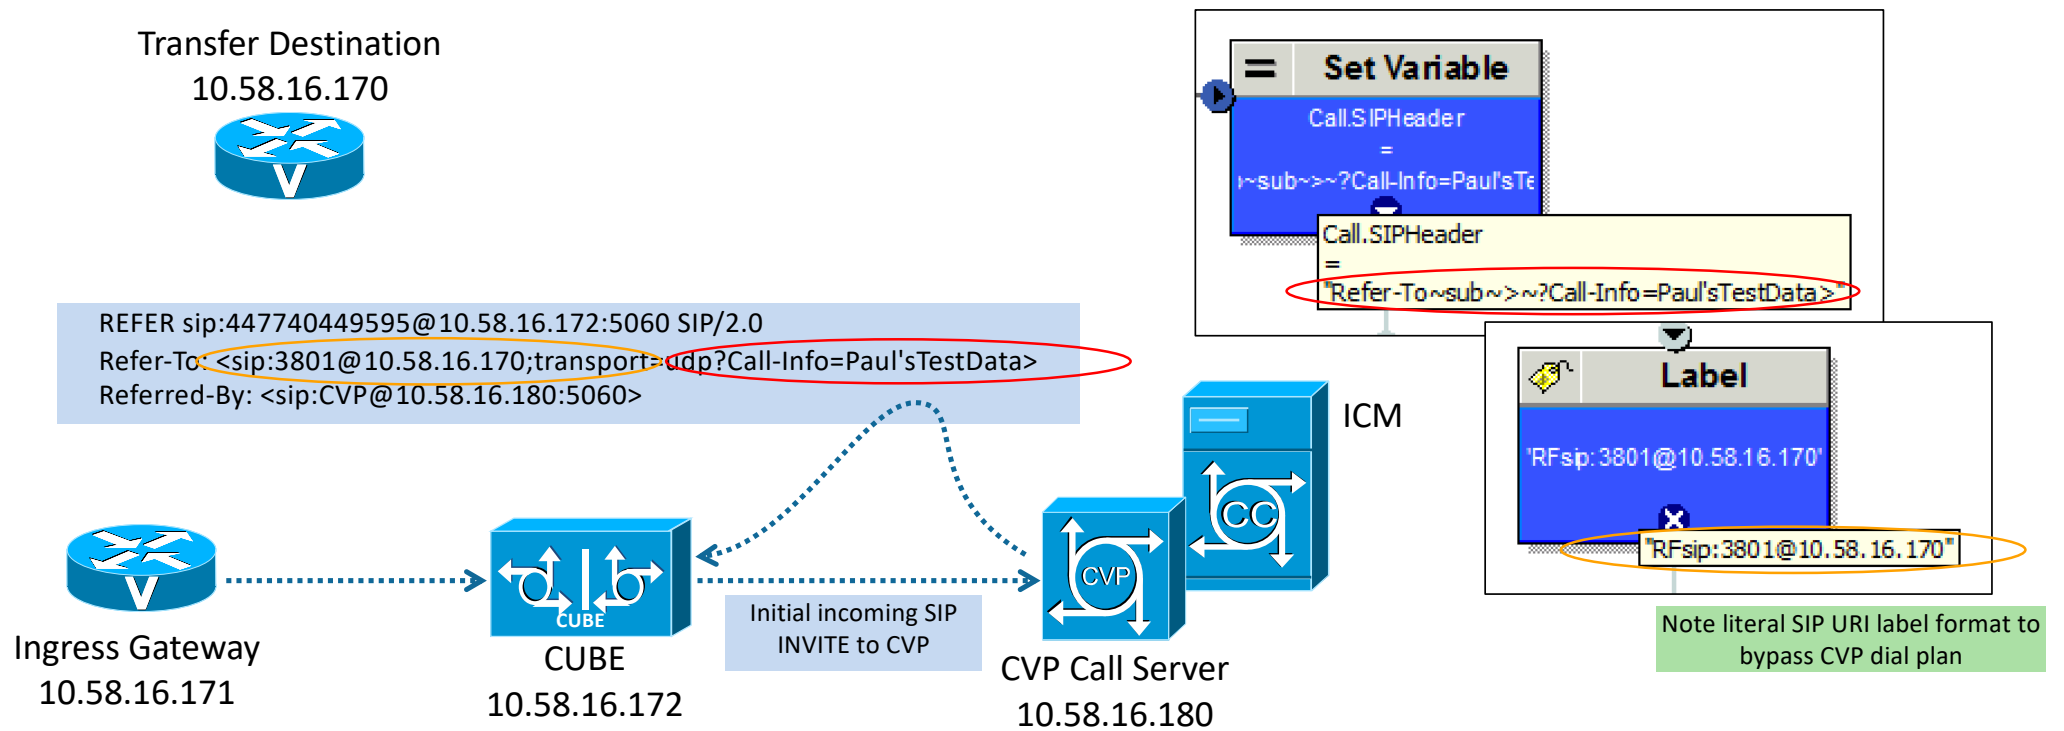 Transfer Destination
10.58.16.170
V
Set Variable
Call.SIPHeader
=
~sub~>~?Call-Info=Paul'sTe
Call.SIPHeader
=
"Refer-To~sub~>~?Call-Info=Paul'sTestData>"
REFER sip:447740449595@10.58.16.172:5060 SIP/2.0
Refer-To: <sip:3801@10.58.16.170;transport=udp?Call-Info=Paul'sTestData>
Referred-By: <sip:CVP@10.58.16.180:5060>
Label
"RFsip:3801@10.58.16.170"
"RFsip:3801@10.58.16.170"
Note literal SIP URI label format to
bypass CVP dial plan
ICM
CC
CVP
V
CUBE
Initial incoming SIP
INVITE to CVP
Ingress Gateway
10.58.16.171
CUBE
10.58.16.172
CVP Call Server
10.58.16.180